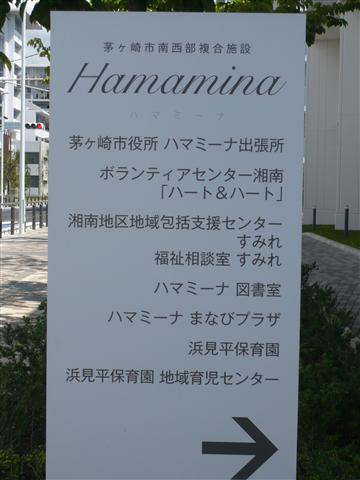 茅ヶ崎市南西部複合施設
Hamamina
ハマミーナ
茅ヶ崎市役所 ハマミーナ出張所
ボランティアセンター湘南
「ハート&ハート」
湘南地区地域包括支援センター
すみれ
福祉相談室 すみれ
ハマミーナ 図書室
ハマミーナ まなびプラザ
浜見平保育園
浜見平保育園 地域育児センター